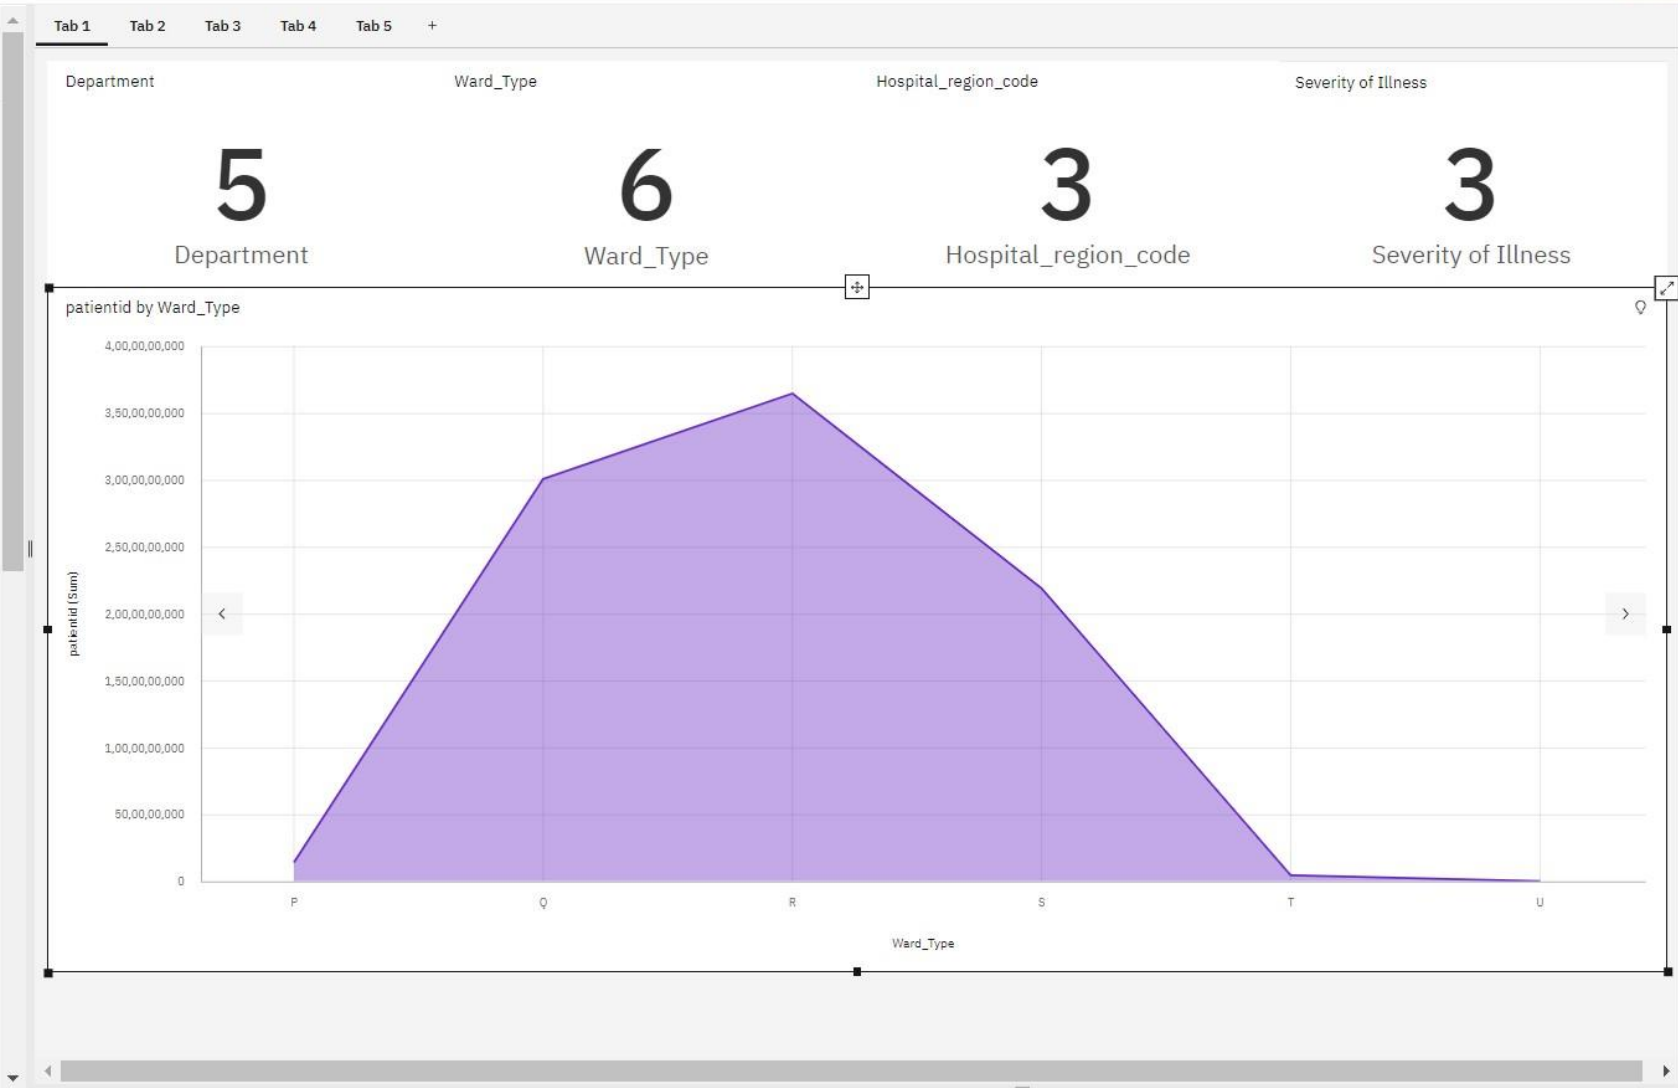 Tab 1 Tab 2 Tab 3 Tab 4 Tab 5 +
Department Ward_Type Hospital_region_code Severity of Illness
5 6 3 3
Department Ward_Type Hospital_region_code Severity of Illness
patientid by Ward_Type
4,00,00,00,000
3,50,00,00,000
3,00,00,00,000
2,50,00,00,000
2,00,00,00,000
1,50,00,00,000
1,00,00,00,000
50,00,00,000
0
patientid (Sum)
P Q R S T U
Ward_Type